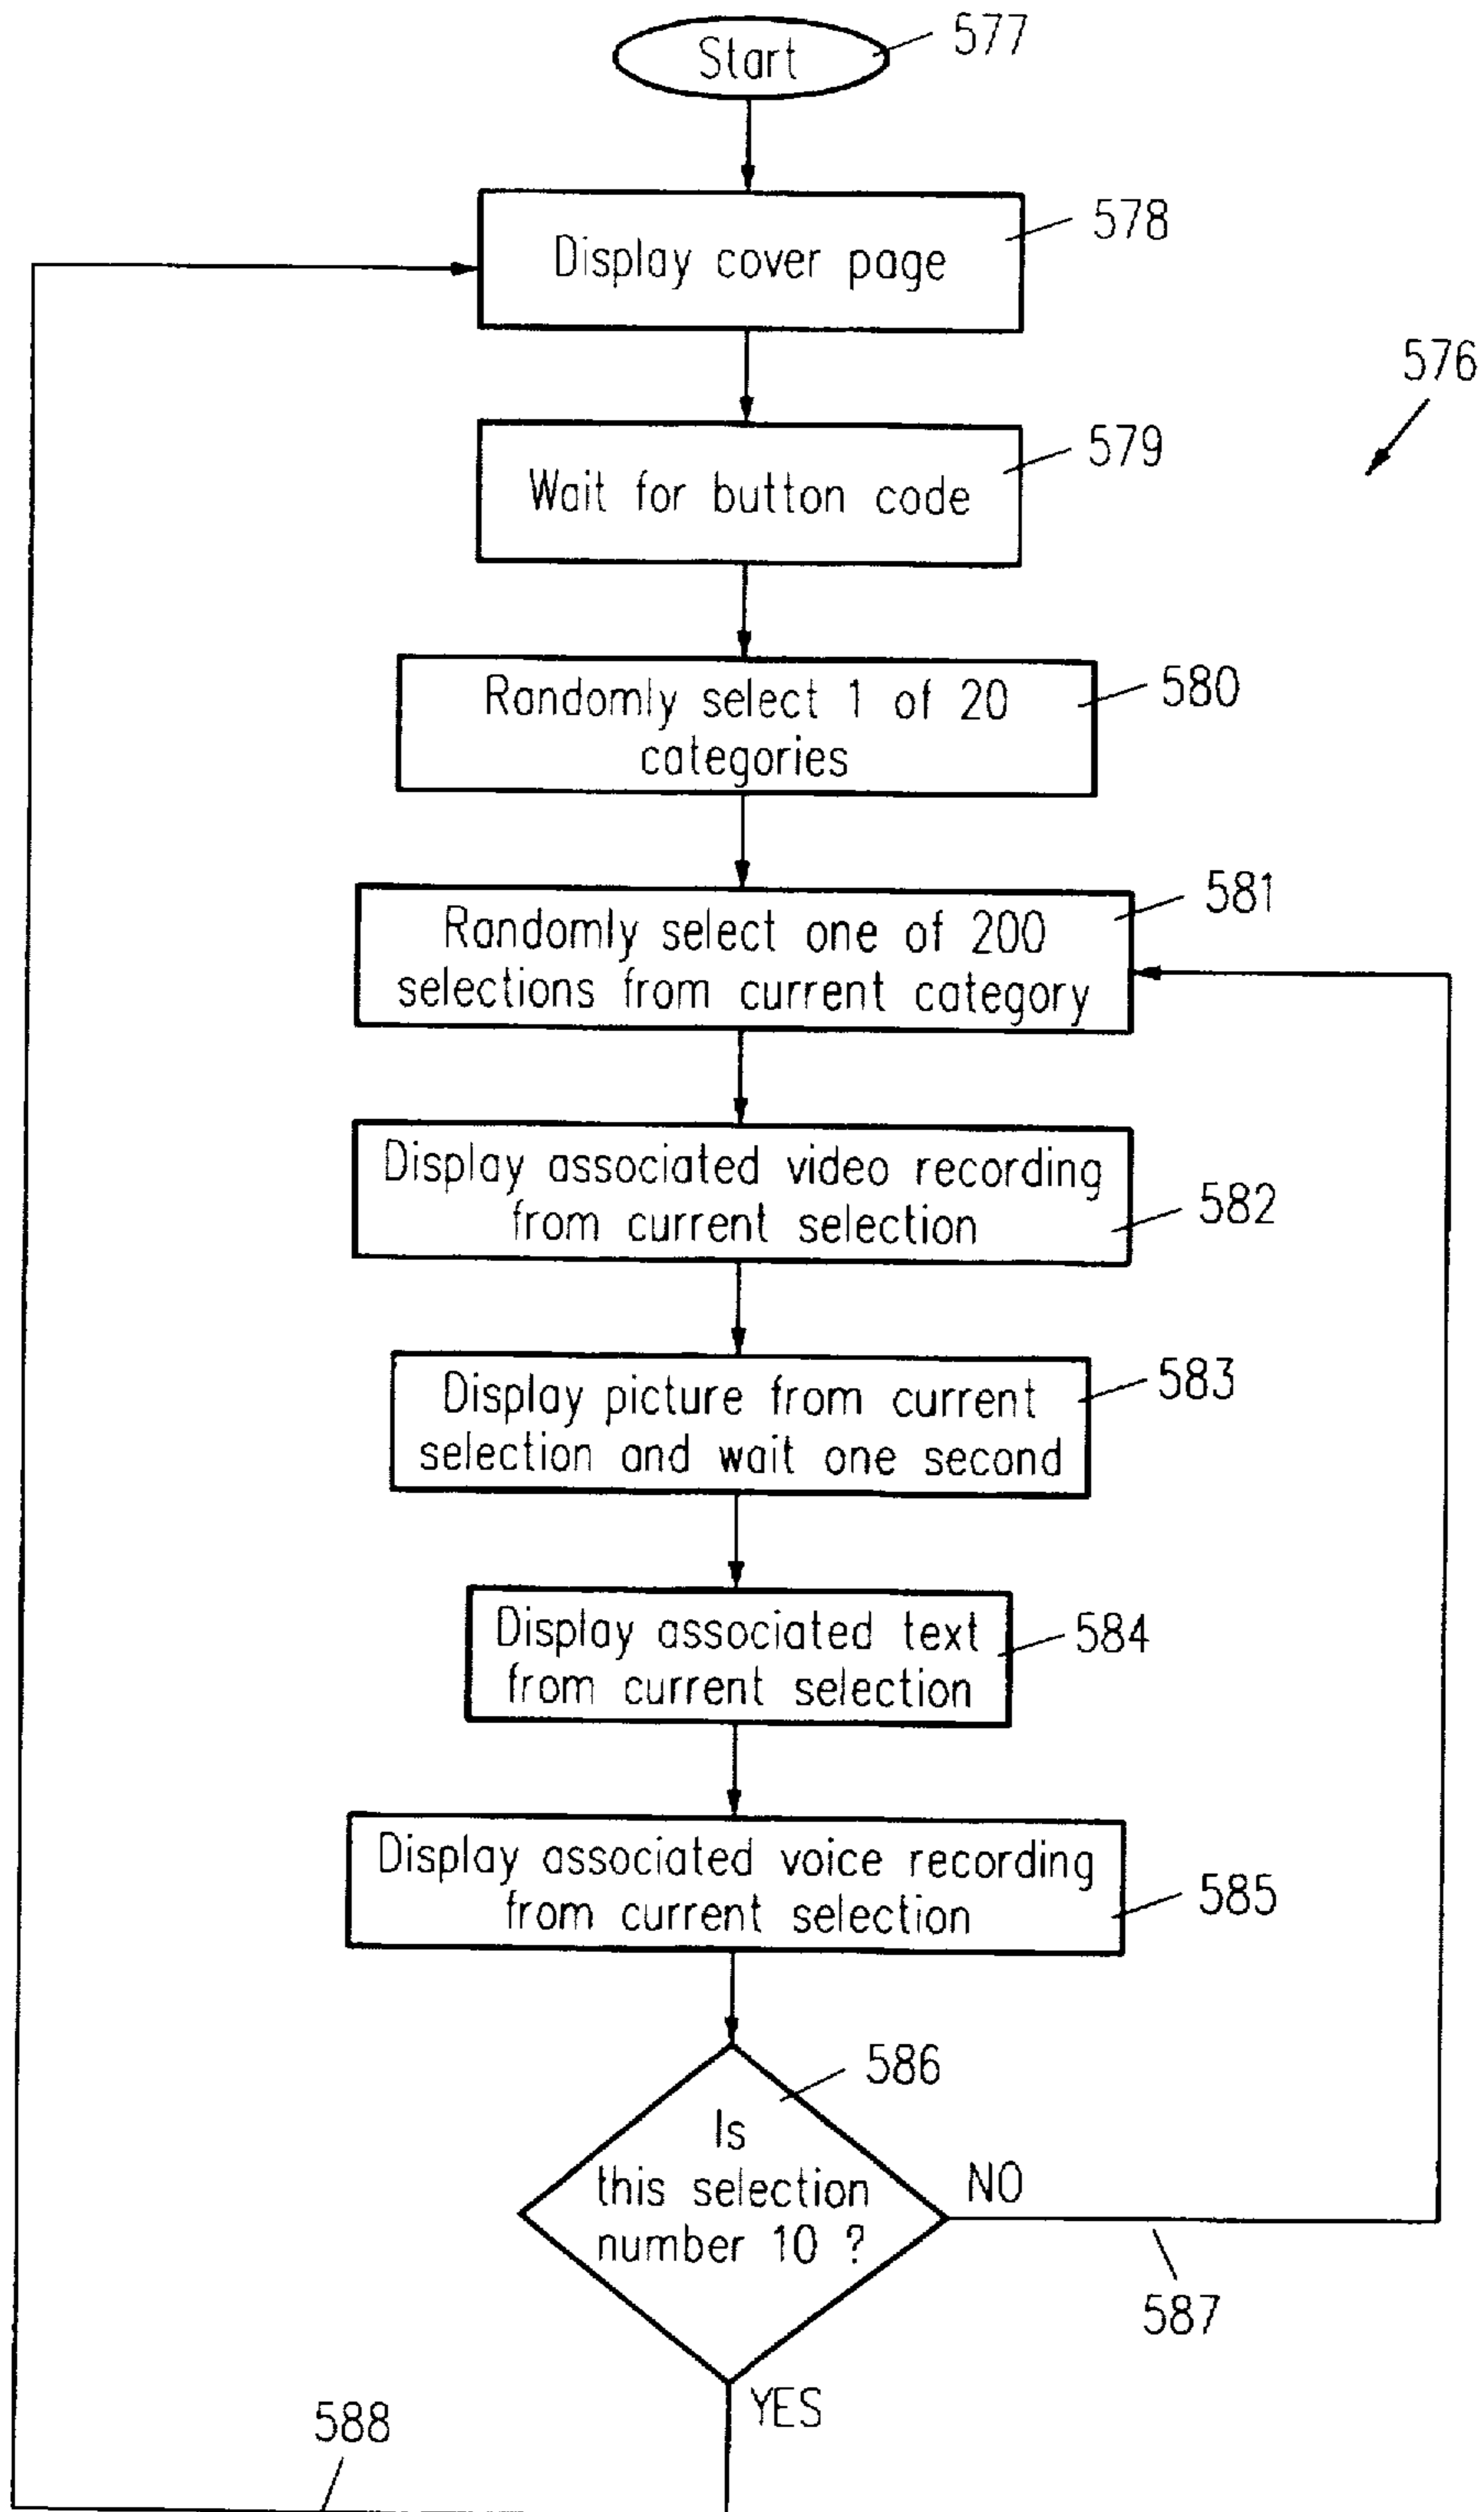 Start
577
Display cover page
578
576
Wait for button code
579
Randomly select 1 of 20
categories
580
Randomly select one of 200
selections from current category
581
Display associated video recording
from current selection
582
Display picture from current
selection and wait one second
583
Display associated text
from current selection
584
Display associated voice recording
from current selection
585
586
Is
this selection
number 10 ?
NO
587
YES
588